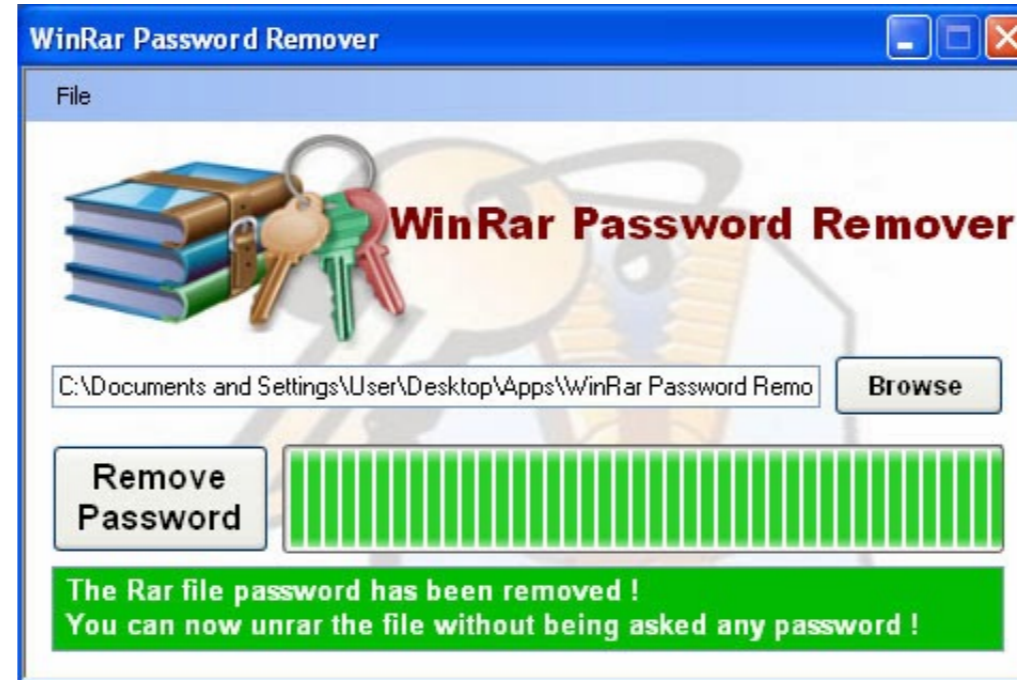 WinRar Password Remover
File
WinRar Password Remover
C:\Documents and Settings\User\Desktop\Apps\WinRar Password Remo
Browse
Remove
Password
The Rar file password has been removed !
You can now unrar the file without being asked any password !